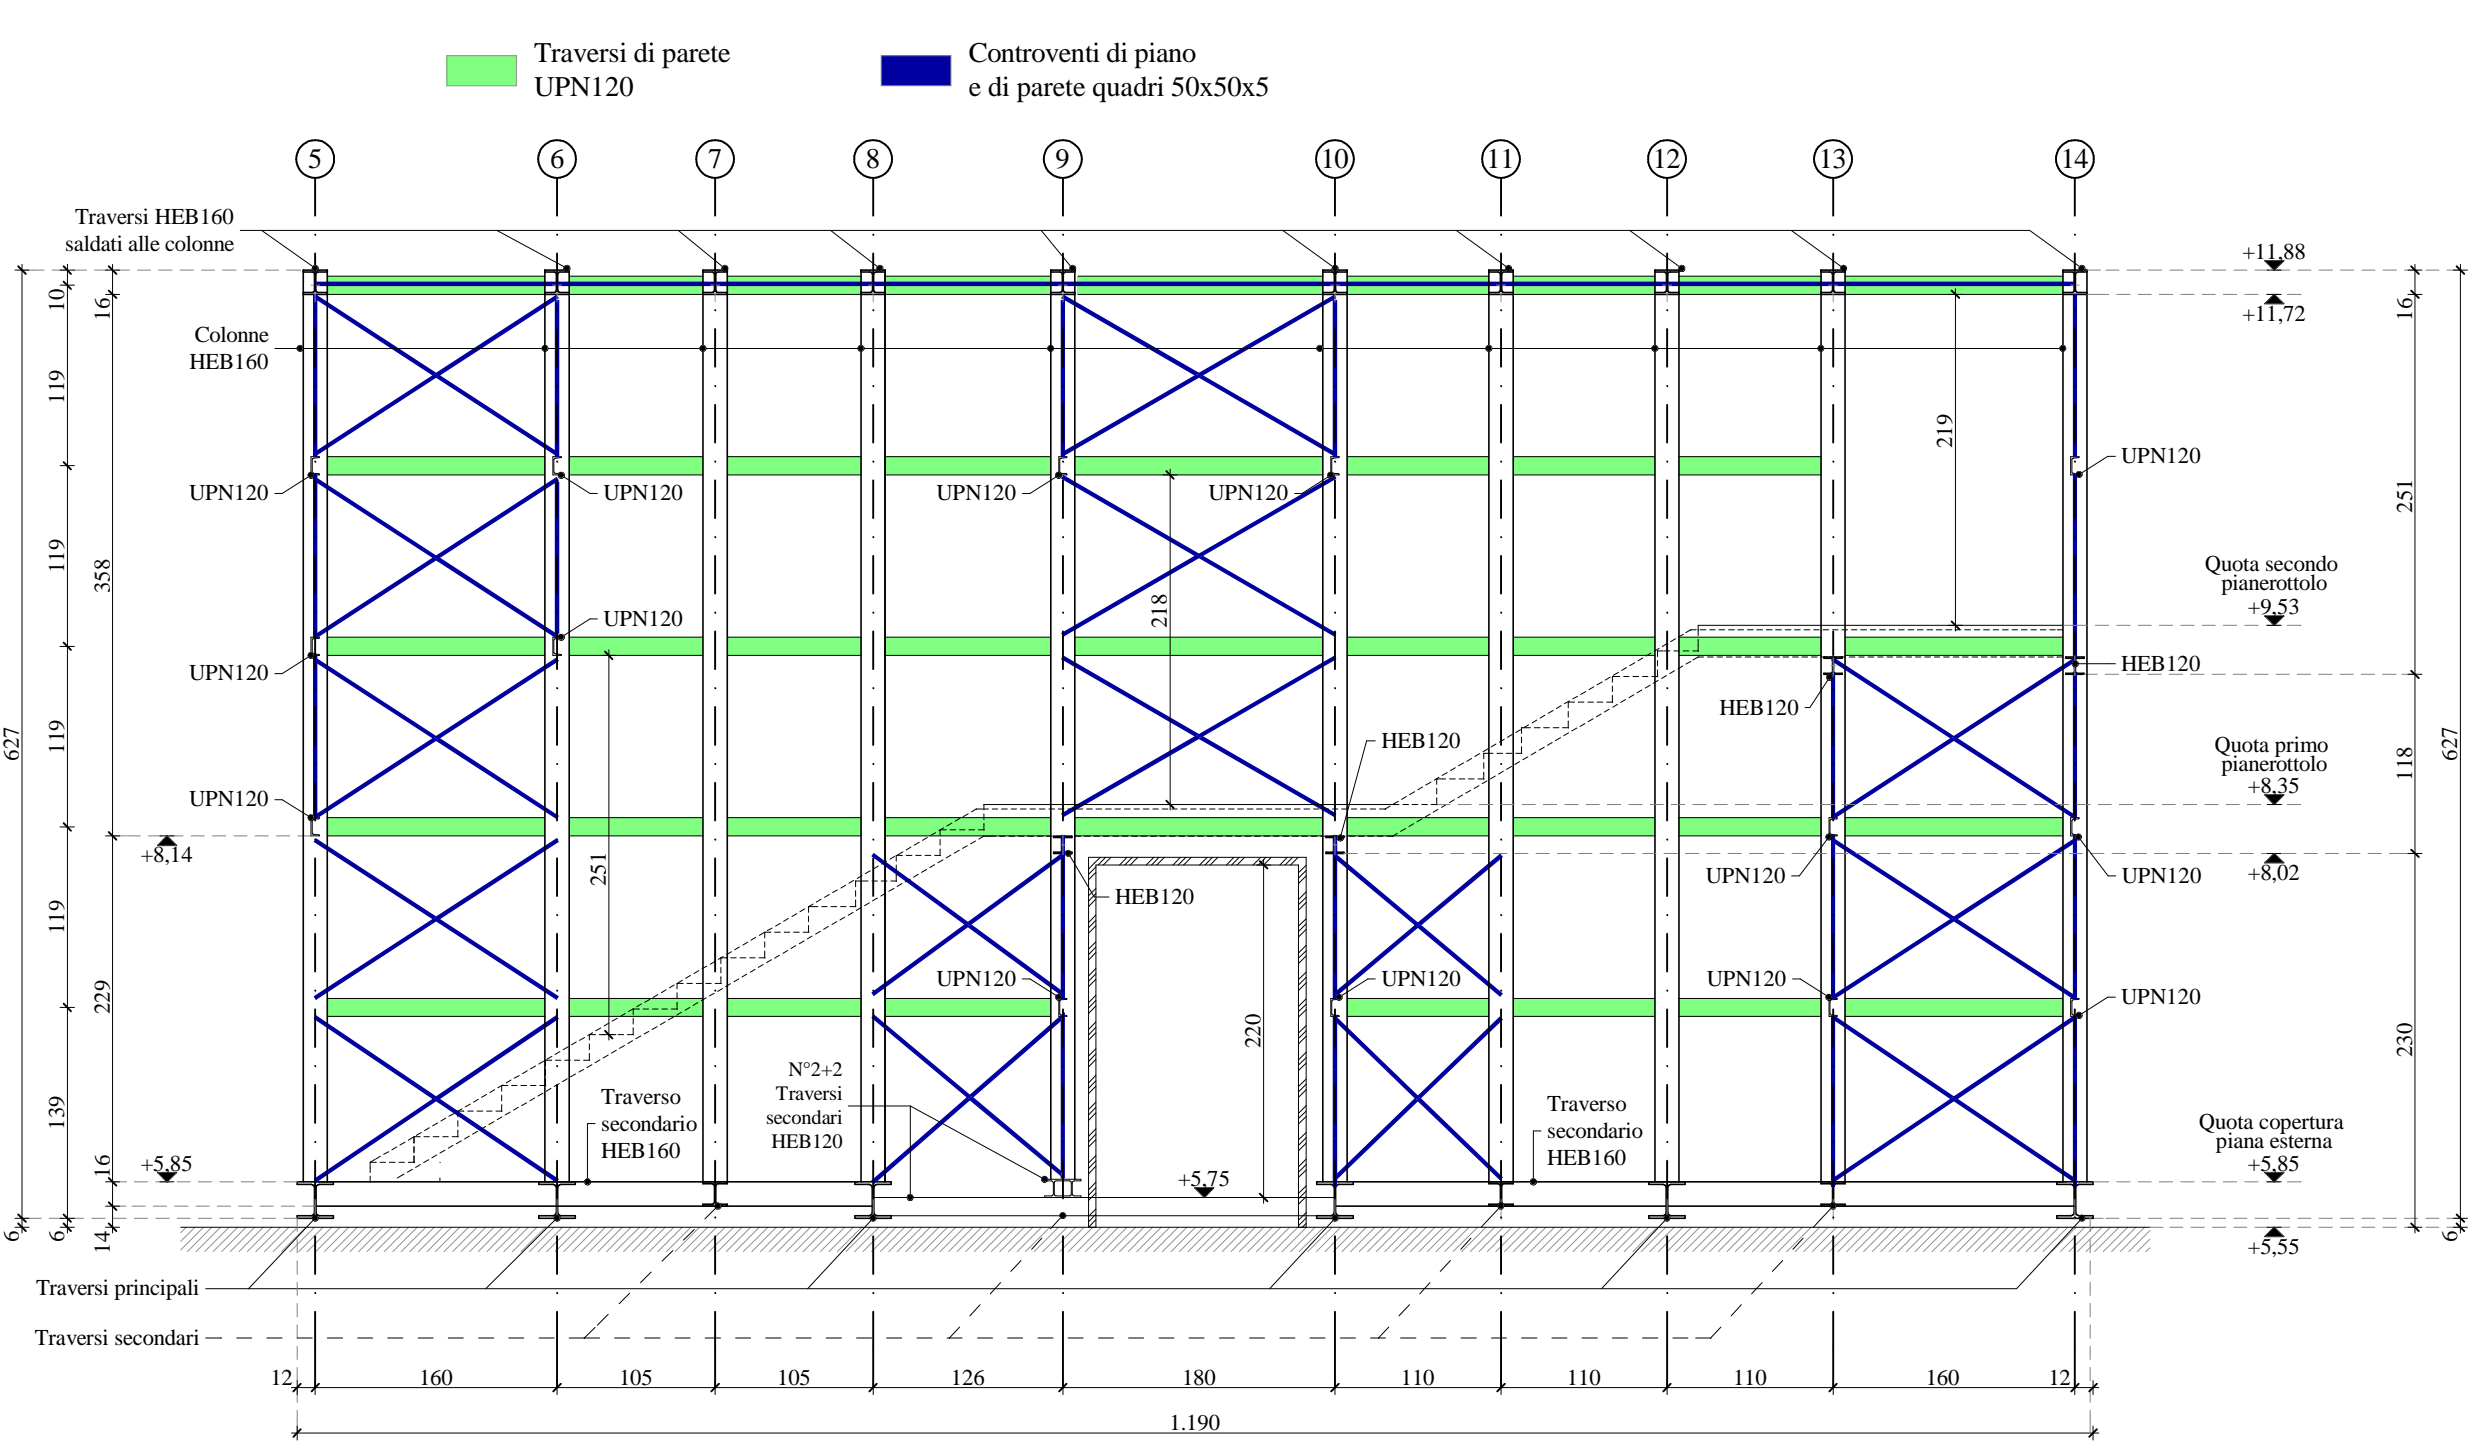 Traversi di parete
UPN120
Controventi di piano
e di parete quadri 50x50x5
5
6
7
8
9
10
11
12
13
14
Traversi HEB160
saldati alle colonne
+11,88
+11,72
10
16
16
Colonne
HEB160
119
219
UPN120
UPN120
UPN120
UPN120
UPN120
251
119
358
218
Quota secondo
pianerottolo
+9,53
UPN120
UPN120
HEB120
HEB120
627
119
HEB120
Quota primo
pianerottolo
+8,35
118
627
UPN120
+8,14
251
HEB120
UPN120
UPN120
+8,02
119
229
UPN120
UPN120
UPN120
UPN120
220
230
139
N°2+2
Traversi
secondari
HEB120
Traverso
secondario
HEB160
Traverso
secondario
HEB160
Quota copertura
piana esterna
+5,85
16
+5,85
+5,75
6
6
14
+5,55
6
Traversi principali
Traversi secondari
12
160
105
105
126
180
110
110
110
160
12
1.190